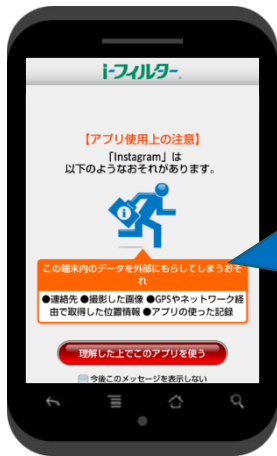 i-フィルター.
【アプリ使用上の注意】
「Instagram」は
以下のようなおそれがあります。
この端末内のデータを外部にもらしてしまうおそ
れ
●連絡先 ●撮影した画像 ●GPSやネットワーク経
由で取得した位置情報 ●アプリの使った記録
理解した上でこのアプリを使う
今後このメッセージを表示しない